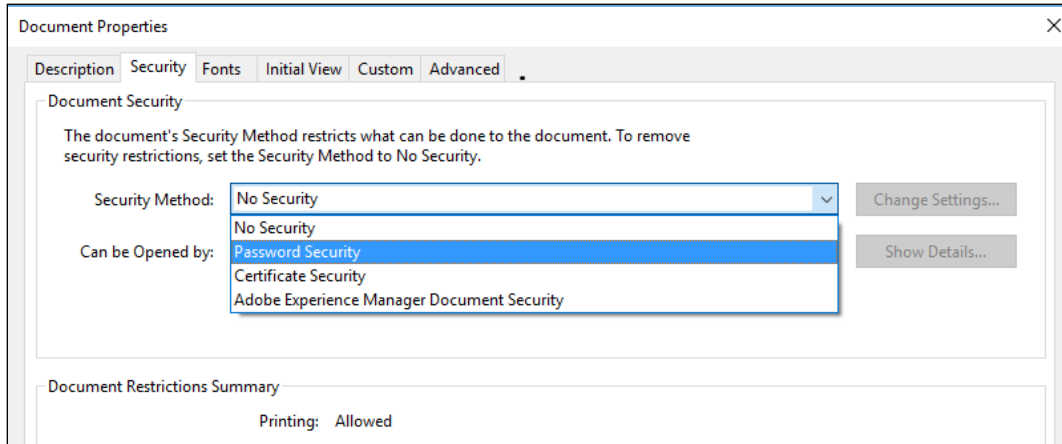 Document Properties
Description Security Fonts Initial View Custom Advanced
Document Security
The document's Security Method restricts what can be done to the document. To remove
security restrictions, set the Security Method to No Security.
Security Method: No Security Change Settings...
No Security
Can be Opened by: Password Security Show Details...
Certificate Security
Adobe Experience Manager Document Security
Document Restrictions Summary
Printing: Allowed